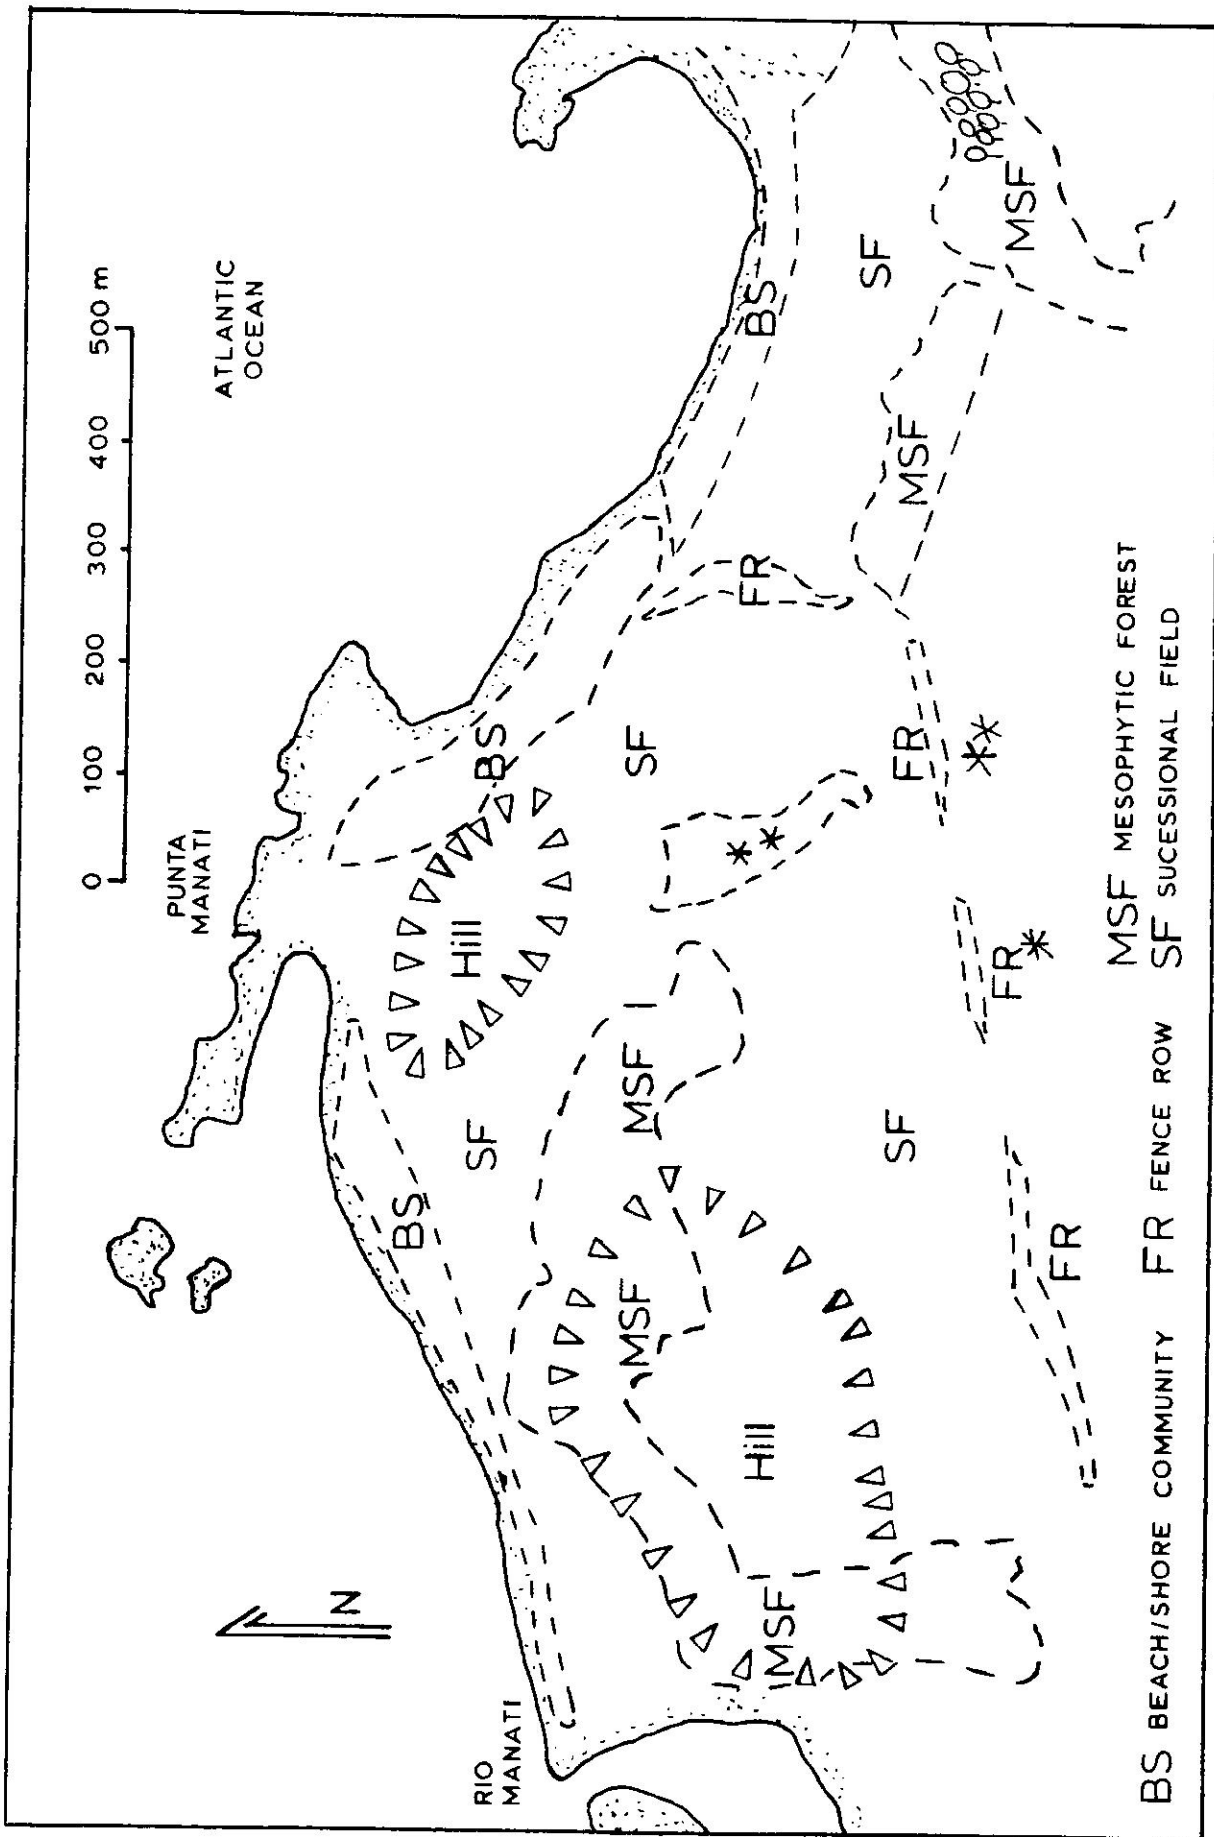 0 100 200 300 400 500 m
PUNTA
MANATI
ATLANTIC
OCEAN
N
RIO
MANATI
BS
BS
BS
Hill
SF
SF
SF
SF
MSF
MSF
MSF
MSF
MSF
Hill
FR
FR
FR
FR
BS BEACH/SHORE COMMUNITY FR FENCE ROW
MSF MESOPHYTIC FOREST
SF SUCESSIONAL FIELD